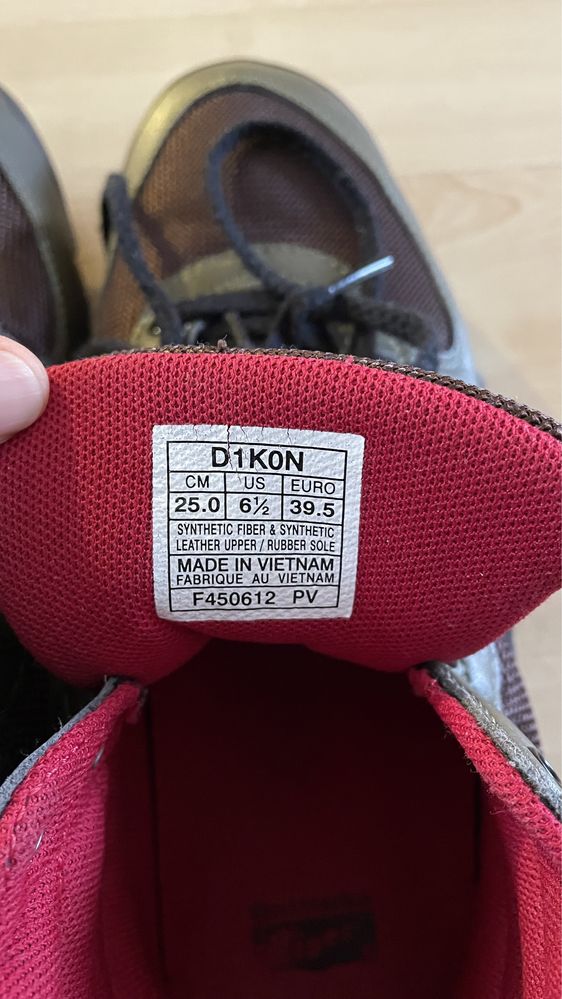 D1K0N
CM US EURO
25.0 6½ 39.5
SYNTHETIC FIBER & SYNTHETIC
LEATHER UPPER / RUBBER SOLE
MADE IN VIETNAM
FABRIQUE AU VIETNAM
F450612 PV